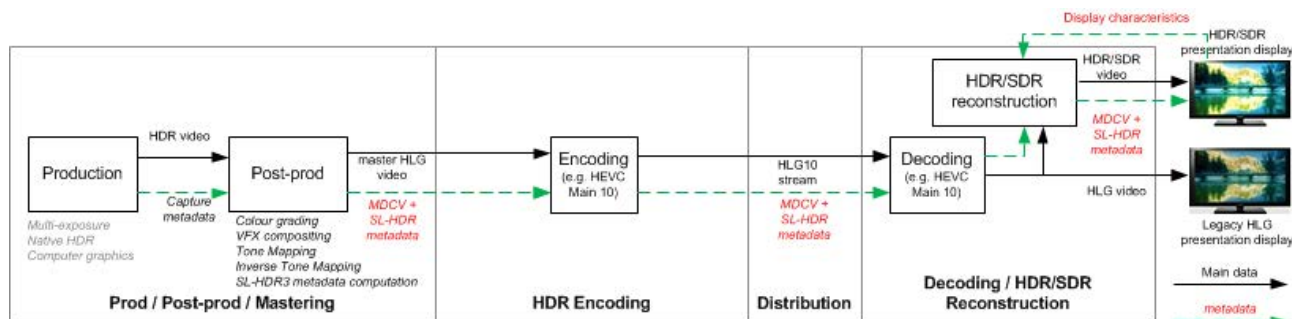 Display characteristics
HDR/SDR
presentation display
HDR/SDR
video
HDR/SDR
reconstruction
MDCV +
SL-HDR
metadata
HDR video
Production
Capture
metadata
Multi-exposure
Native HDR
Computer graphics
Post-prod
master HLG
video
MDCV +
SL-HDR
metadata
Colour grading
VFX compositing
Tone Mapping
Inverse Tone Mapping
SL-HDR3 metadata computation
Encoding
(e.g. HEVC
Main 10)
HLG10
stream
MDCV +
SL-HDR
metadata
Decoding
(e.g. HEVC
Main 10)
HLG video
Legacy HLG
presentation display
Main data
metadata
Prod / Post-prod / Mastering
HDR Encoding
Distribution
Decoding / HDR/SDR
Reconstruction